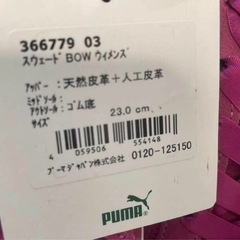 366779 03
スウェード BOW ウィメンズ
アッパー：天然皮革＋人工皮革
ミッドソール：
アウトソール：ゴム底
サイズ 23.0 cm
4 059506 554148
プーマジャパン株式会社 0120-125150
PUMA